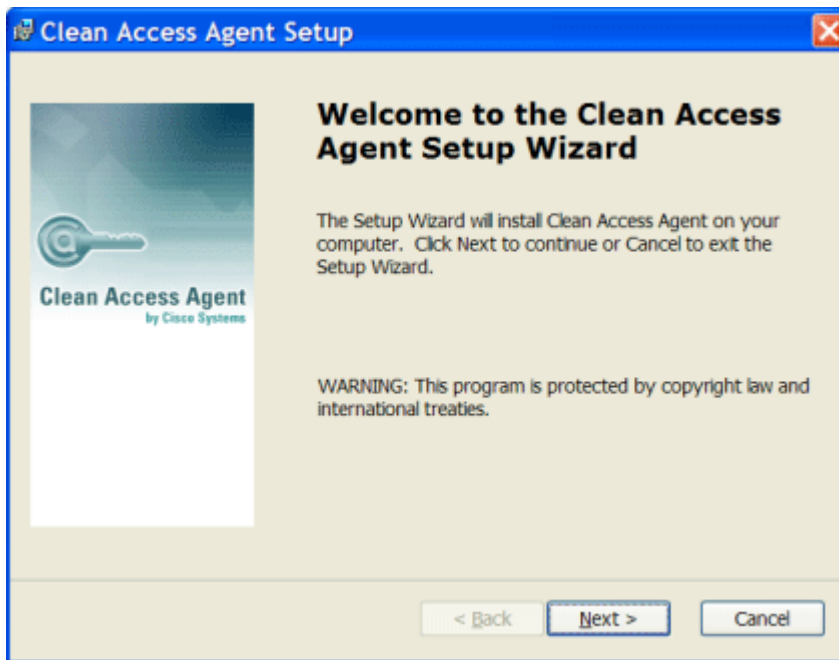 Clean Access Agent Setup
Welcome to the Clean Access
Agent Setup Wizard
The Setup Wizard will install Clean Access Agent on your
computer. Click Next to continue or Cancel to exit the
Setup Wizard.
Clean Access Agent
by Cisco Systems
WARNING: This program is protected by copyright law and
international treaties.
< Back
Next >
Cancel